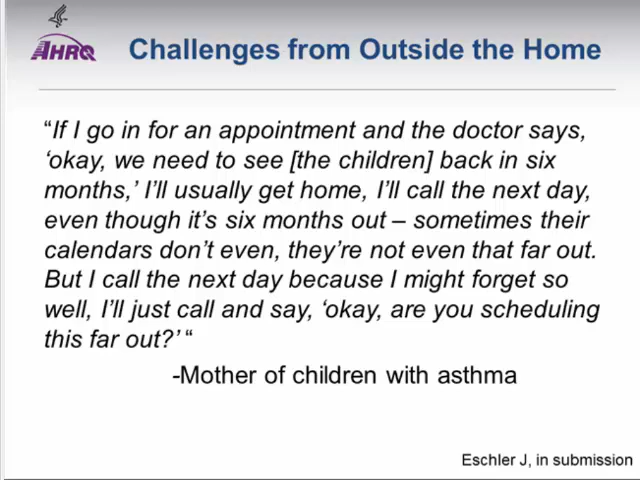 AHRQ
Challenges from Outside the Home
“If I go in for an appointment and the doctor says,
‘okay, we need to see [the children] back in six
months,’ I’ll usually get home, I’ll call the next day,
even though it’s six months out – sometimes their
calendars don’t even, they’re not even that far out.
But I call the next day because I might forget so
well, I’ll just call and say, ‘okay, are you scheduling
this far out?’ “
-Mother of children with asthma
Eschler J, in submission